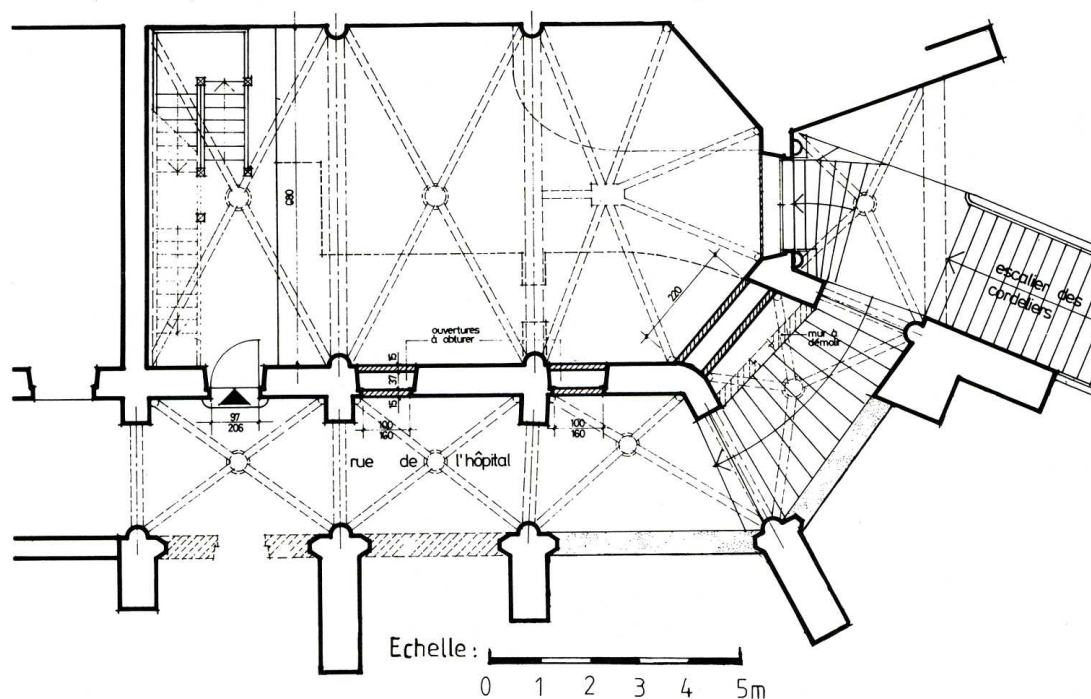 680
220
escalier des
cordeliers
ouvertures
à obturer
mur à
démolir
15
37
15
97
206
100
160
100
160
rue de l'hôpital
Echelle :
0 1 2 3 4 5m